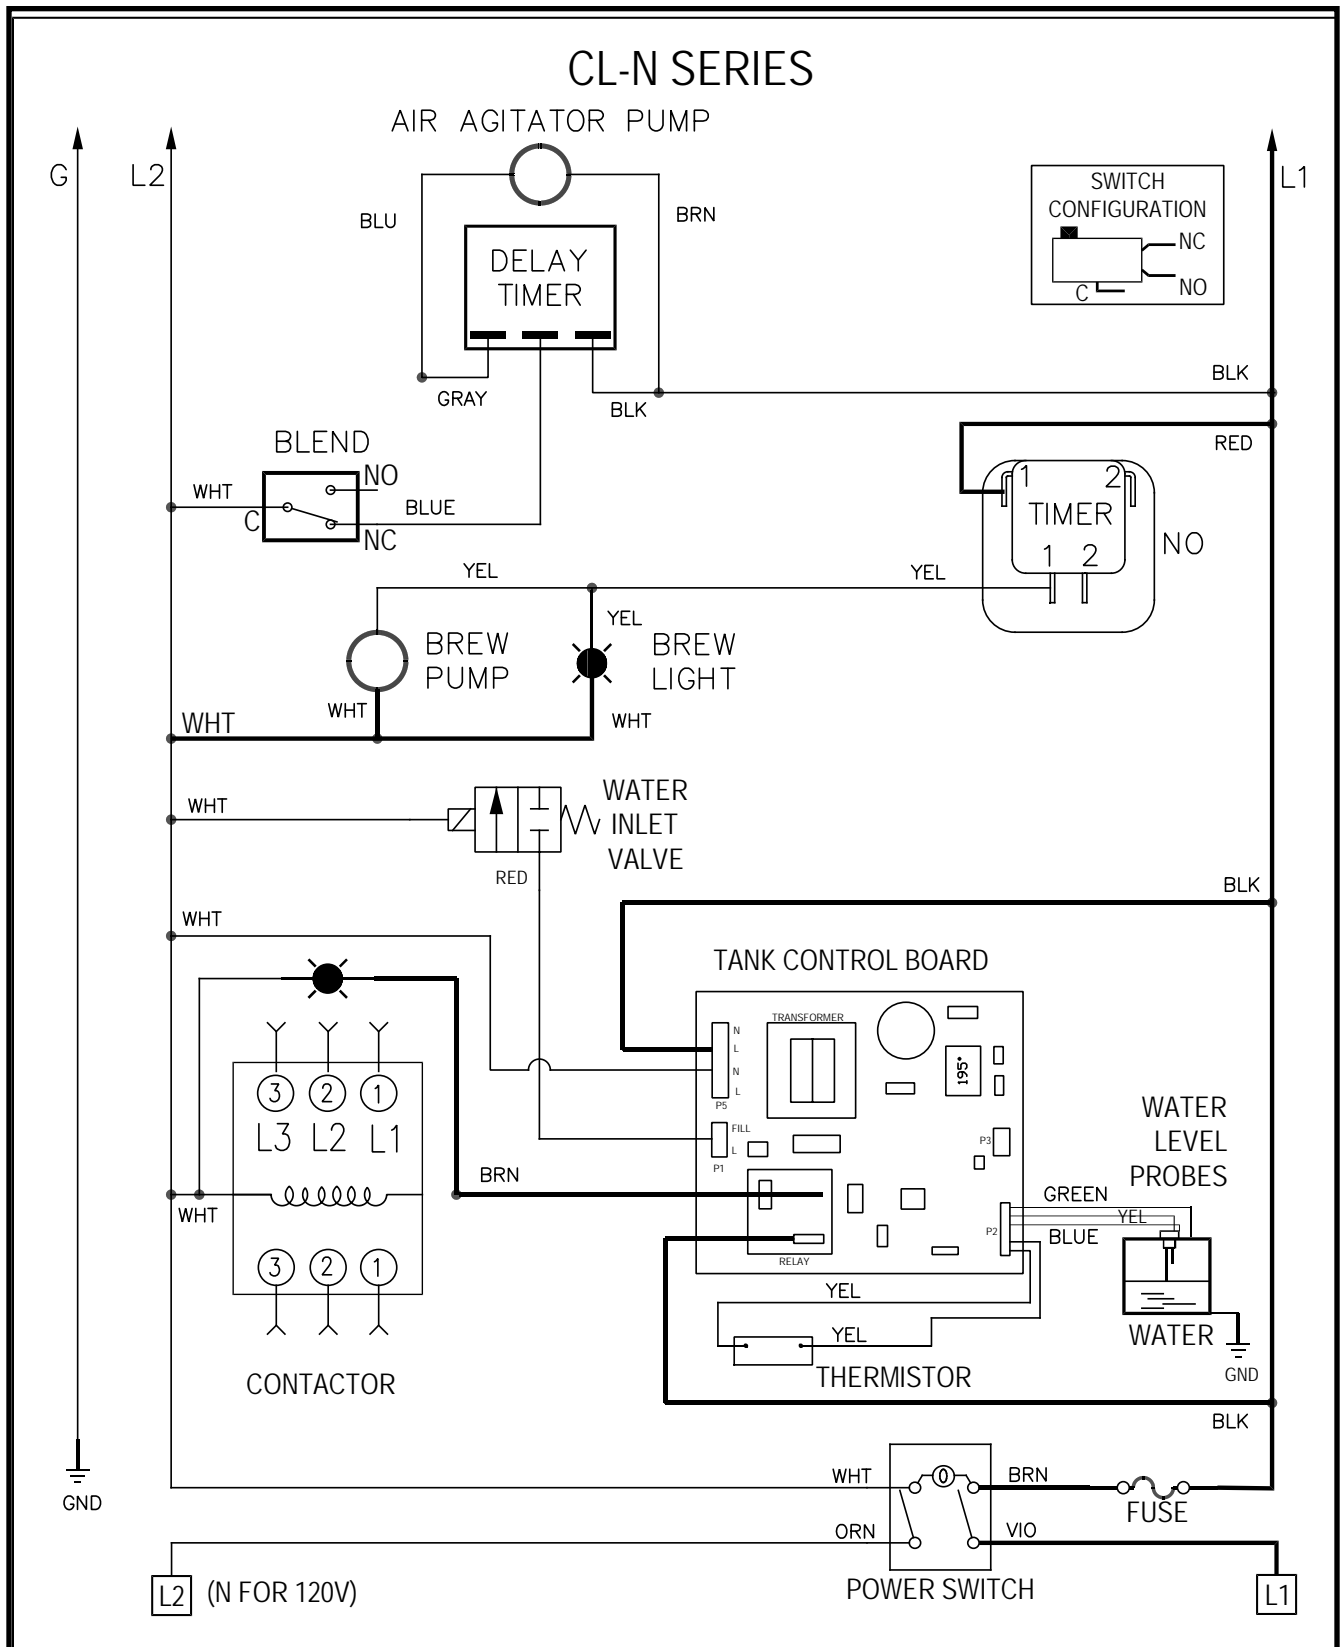 CL-N SERIES
AIR AGITATOR PUMP
G
L2
L1
SWITCH
CONFIGURATION
NC
NO
C
BLU
BRN
DELAY
TIMER
GRAY
BLK
BLK
RED
BLEND
NO
WHT
C
BLUE
NC
1
2
TIMER
1
2
NO
YEL
YEL
YEL
BREW
PUMP
BREW
LIGHT
WHT
WHT
WHT
WATER
INLET
VALVE
WHT
RED
BLK
WHT
TANK CONTROL BOARD
N
L
N
L
P5
TRANSFORMER
195°
FILL
L
P1
P3
P2
RELAY
3
2
1
L3
L2
L1
BRN
WHT
3
2
1
CONTACTOR
WATER
LEVEL
PROBES
GREEN
YEL
BLUE
WATER
GND
YEL
YEL
THERMISTOR
BLK
GND
WHT
BRN
FUSE
ORN
VIO
POWER SWITCH
L2
(N FOR 120V)
L1